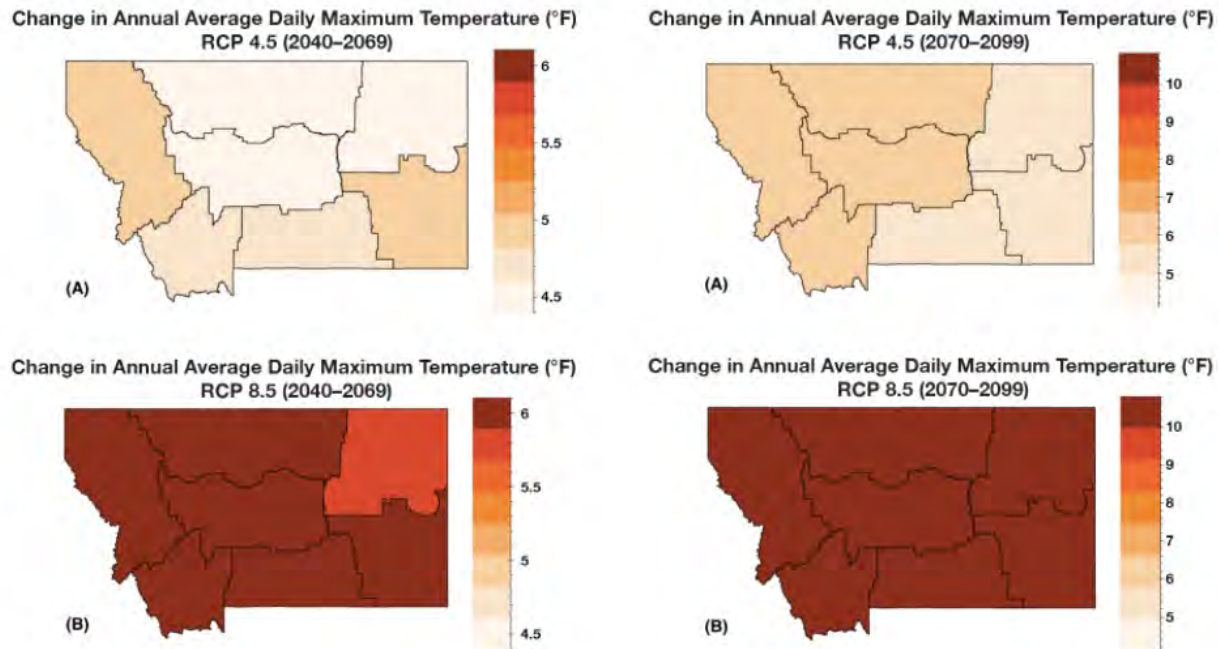 Change in Annual Average Daily Maximum Temperature (°F)
RCP 4.5 (2040–2069)
6
5.5
5
4.5
(A)
Change in Annual Average Daily Maximum Temperature (°F)
RCP 4.5 (2070–2099)
10
9
8
7
6
5
(A)
Change in Annual Average Daily Maximum Temperature (°F)
RCP 8.5 (2040–2069)
6
5.5
5
4.5
(B)
Change in Annual Average Daily Maximum Temperature (°F)
RCP 8.5 (2070–2099)
10
9
8
7
6
5
(B)